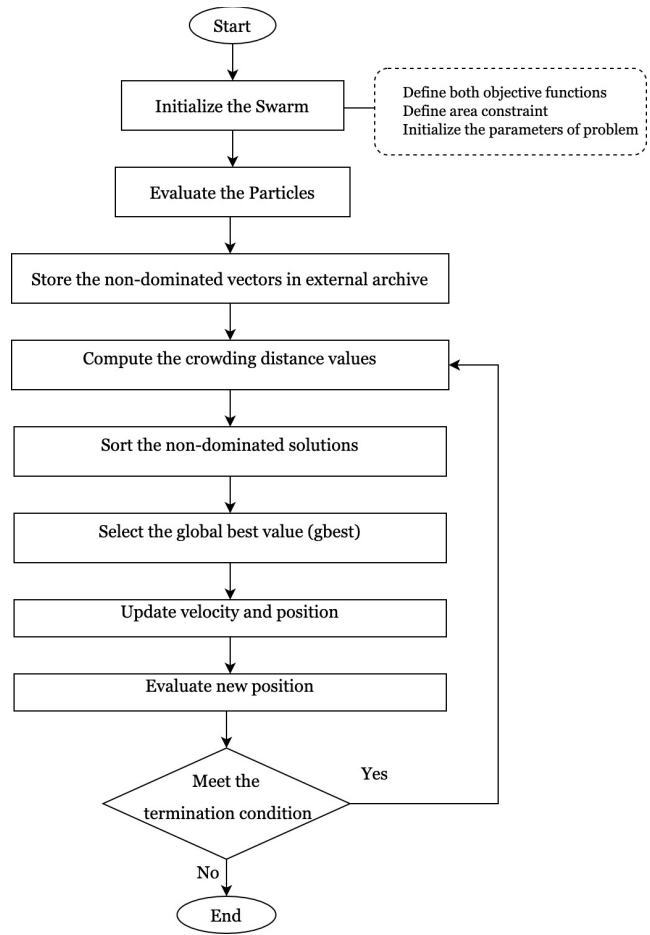 Start
Initialize the Swarm
Define both objective functions
Define area constraint
Initialize the parameters of problem
Evaluate the Particles
Store the non-dominated vectors in external archive
Compute the crowding distance values
Sort the non-dominated solutions
Select the global best value (gbest)
Update velocity and position
Evaluate new position
Meet the
termination condition
Yes
No
End